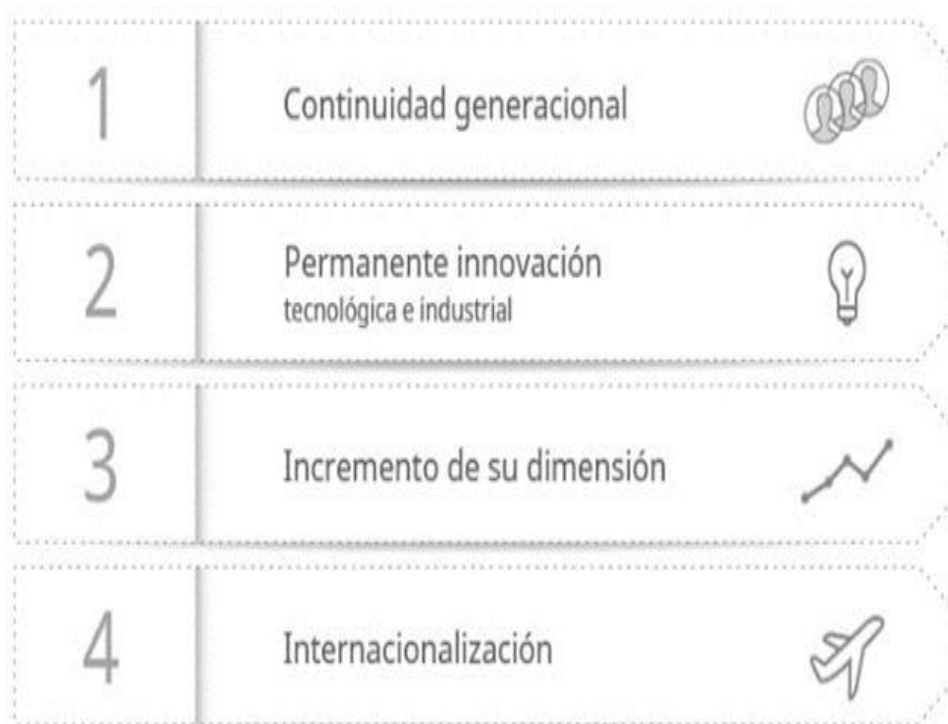 1
Continuidad generacional
2
Permanente innovación
tecnológica e industrial
3
Incremento de su dimensión
4
Internacionalización